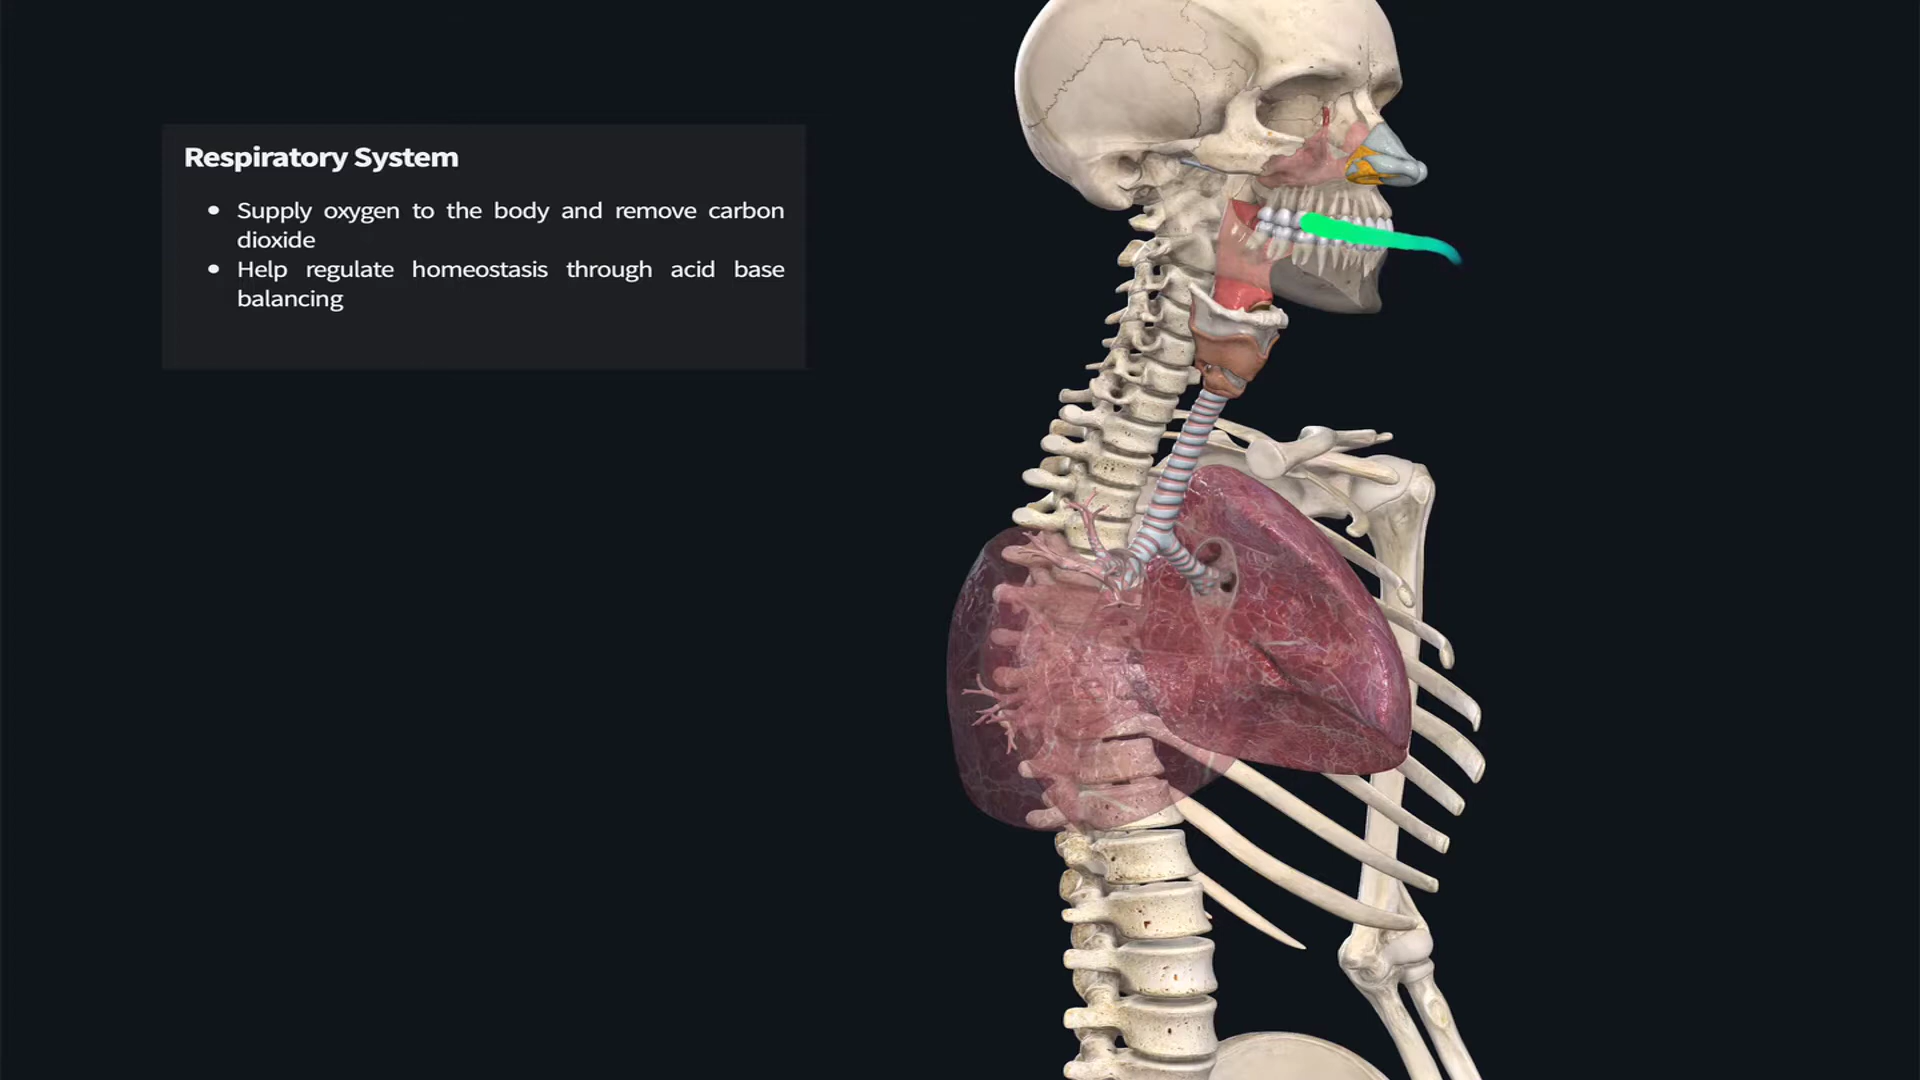 Respiratory System
• Supply oxygen to the body and remove carbon
dioxide
• Help regulate homeostasis through acid base
balancing